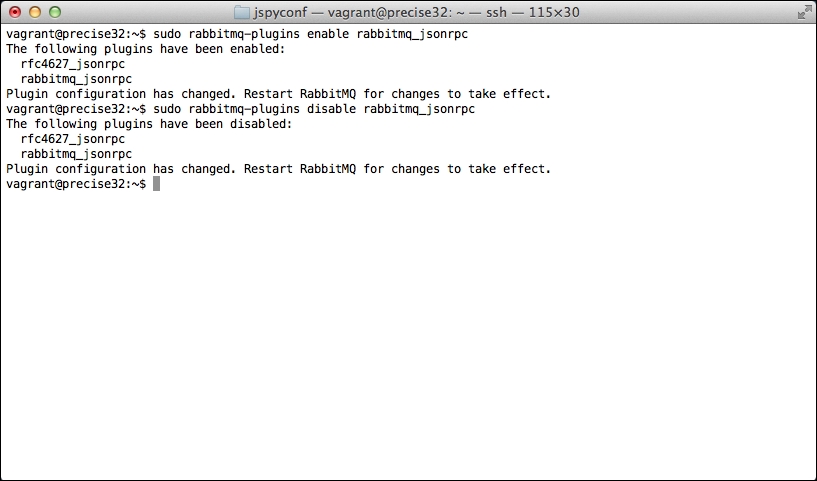 jspyconf — vagrant@precise32: ~ — ssh — 115×30
vagrant@precise32:~$ sudo rabbitmq-plugins enable rabbitmq_jsonrpc
The following plugins have been enabled:
  rfc4627_jsonrpc
  rabbitmq_jsonrpc
Plugin configuration has changed. Restart RabbitMQ for changes to take effect.
vagrant@precise32:~$ sudo rabbitmq-plugins disable rabbitmq_jsonrpc
The following plugins have been disabled:
  rfc4627_jsonrpc
  rabbitmq_jsonrpc
Plugin configuration has changed. Restart RabbitMQ for changes to take effect.
vagrant@precise32:~$